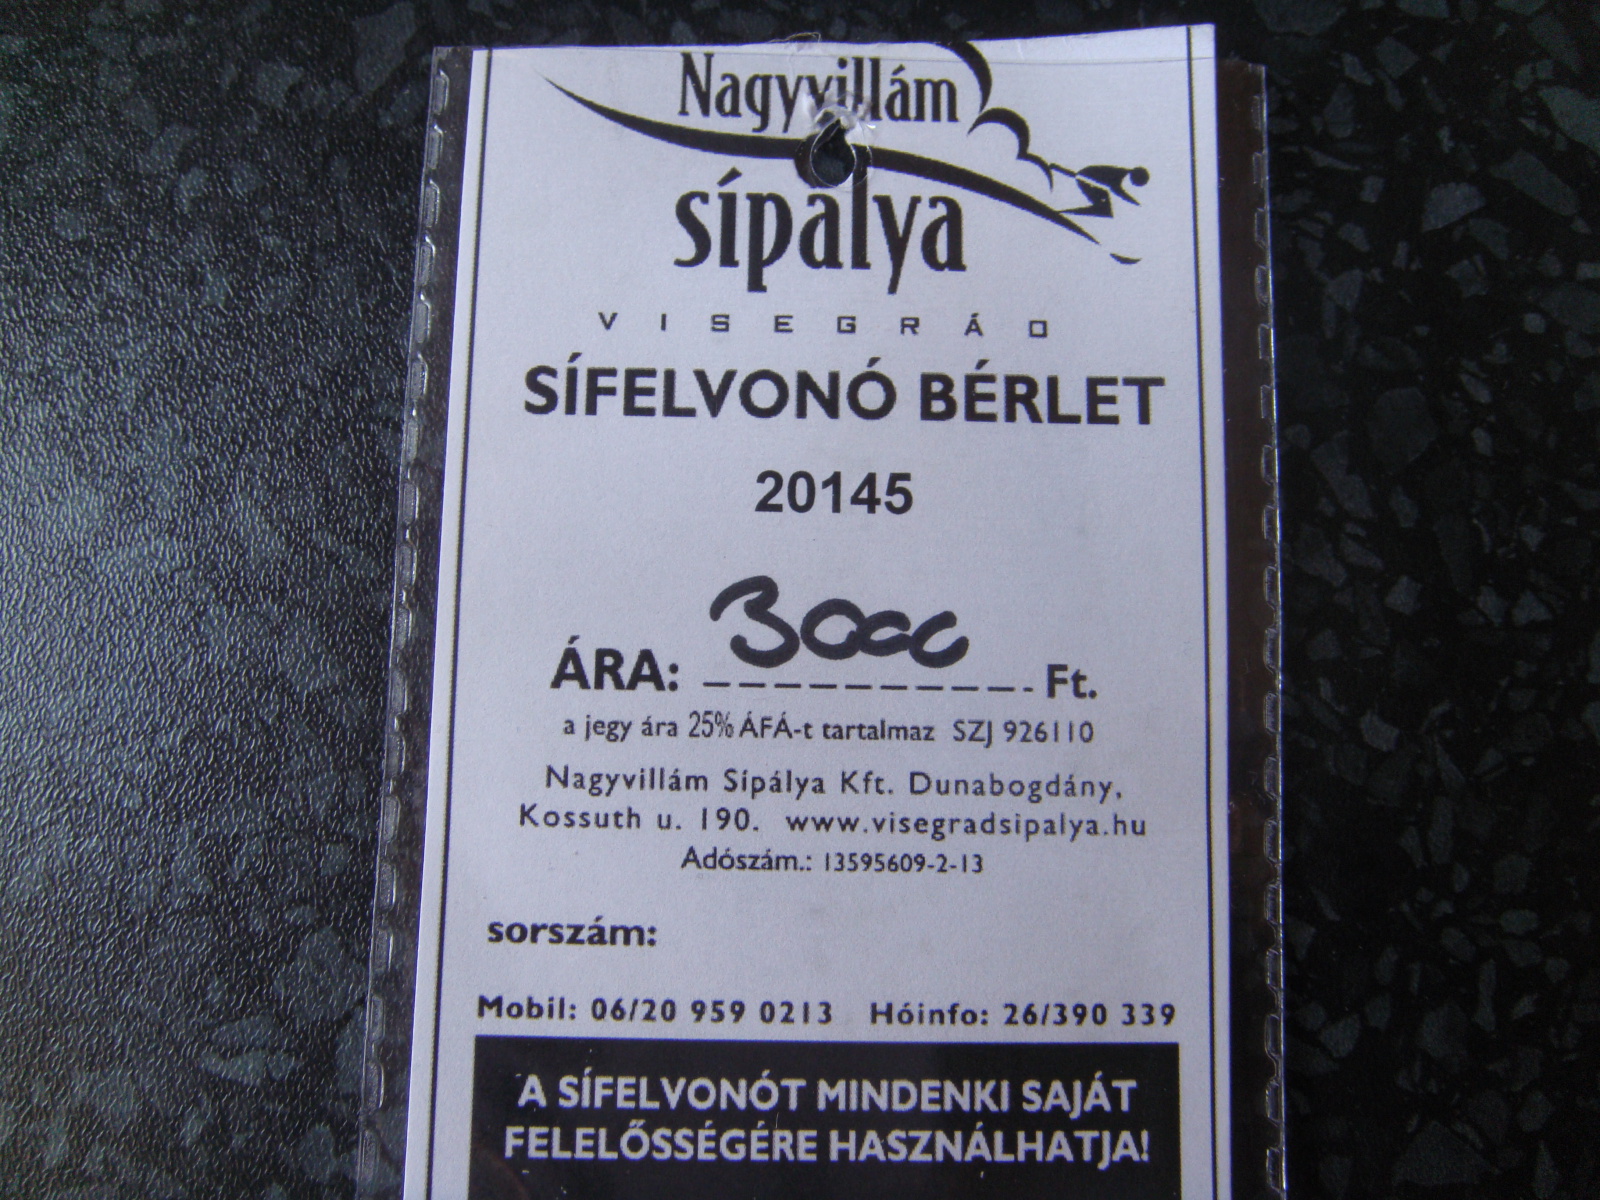 Nagyvillám
sípálya
VISEGRÁD
SÍFELVONÓ BÉRLET
20145
ÁRA: 3000 Ft.
a jegy ára 25% ÁFÁ-t tartalmaz SZJ 926110
Nagyvillám Sípálya Kft. Dunabogdány,
Kossuth u. 190. www.visegradsipalya.hu
Adószám.: 13595609-2-13
sorszám:
Mobil: 06/20 959 0213 Hóinfo: 26/390 339
A SÍFELVONÓT MINDENKI SAJÁT
FELELŐSSÉGÉRE HASZNÁLHATJA!